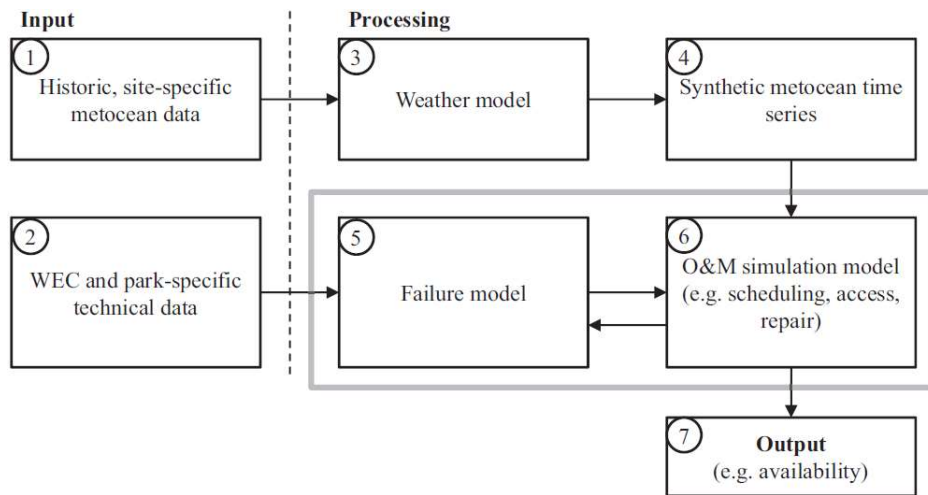 Input
Processing
1
Historic, site-specific
metocean data
3
Weather model
4
Synthetic metocean time
series
2
WEC and park-specific
technical data
5
Failure model
6
O&M simulation model
(e.g. scheduling, access,
repair)
7
Output
(e.g. availability)